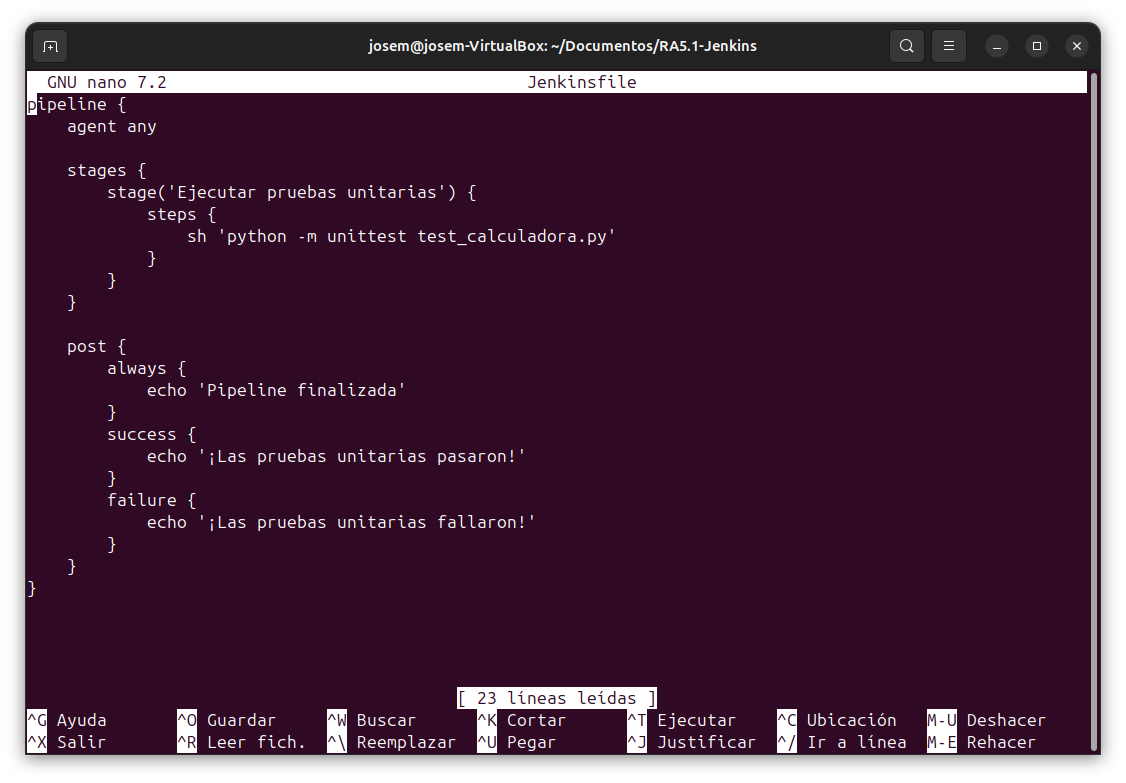 josem@josem-VirtualBox: ~/Documentos/RA5.1-Jenkins
GNU nano 7.2 Jenkinsfile
pipeline {
    agent any

    stages {
        stage('Ejecutar pruebas unitarias') {
            steps {
                sh 'python -m unittest test_calculadora.py'
            }
        }
    }

    post {
        always {
            echo 'Pipeline finalizada'
        }
        success {
            echo '¡Las pruebas unitarias pasaron!'
        }
        failure {
            echo '¡Las pruebas unitarias fallaron!'
        }
    }
}
[ 23 líneas leídas ]
^G Ayuda ^O Guardar ^W Buscar ^K Cortar ^T Ejecutar ^C Ubicación M-U Deshacer
^X Salir ^R Leer fich. ^\ Reemplazar ^U Pegar ^J Justificar ^/ Ir a línea M-E Rehacer